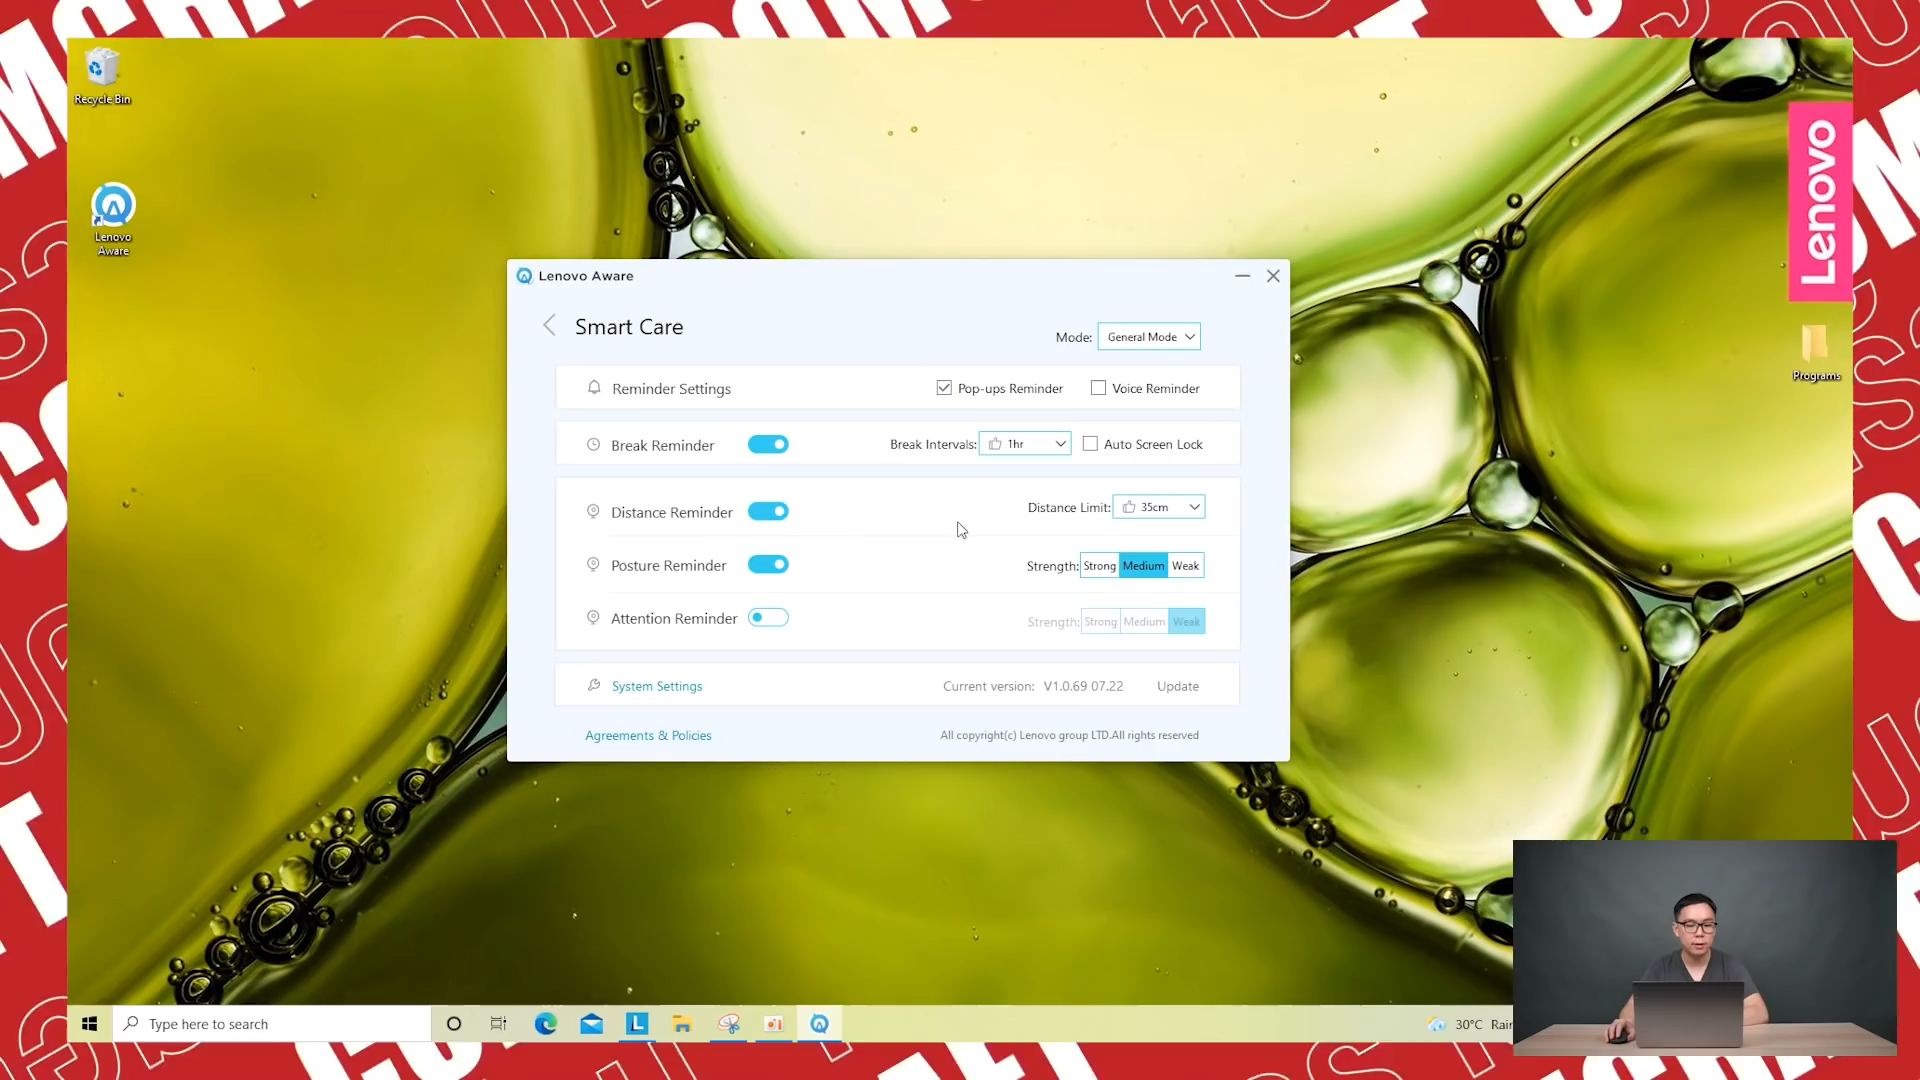 Recycle Bin
Lenovo
Aware
Lenovo
Programs
Lenovo Aware
Smart Care
Mode: General Mode
Reminder Settings
Pop-ups Reminder
Voice Reminder
Break Reminder
Break Intervals: 1hr
Auto Screen Lock
Distance Reminder
Distance Limit: 35cm
Posture Reminder
Strength: Strong Medium Weak
Attention Reminder
Strength: Strong Medium Weak
System Settings
Current version: V1.0.69 07.22
Update
Agreements & Policies
All copyright(c) Lenovo group LTD.All rights reserved
Type here to search
30°C